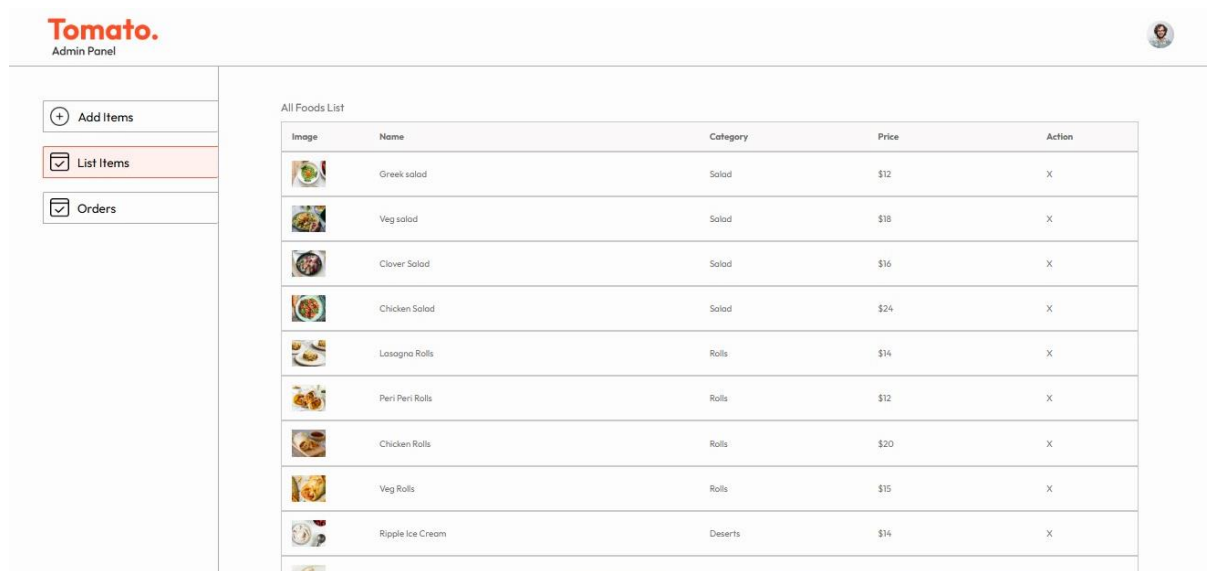 Tomato.
Admin Panel
Add Items
List Items
Orders
All Foods List
Image Name Category Price Action
Greek salad Salad $12 X
Veg salad Salad $18 X
Clover Salad Salad $16 X
Chicken Salad Salad $24 X
Lasagna Rolls Rolls $14 X
Peri Peri Rolls Rolls $12 X
Chicken Rolls Rolls $20 X
Veg Rolls Rolls $15 X
Ripple Ice Cream Deserts $14 X